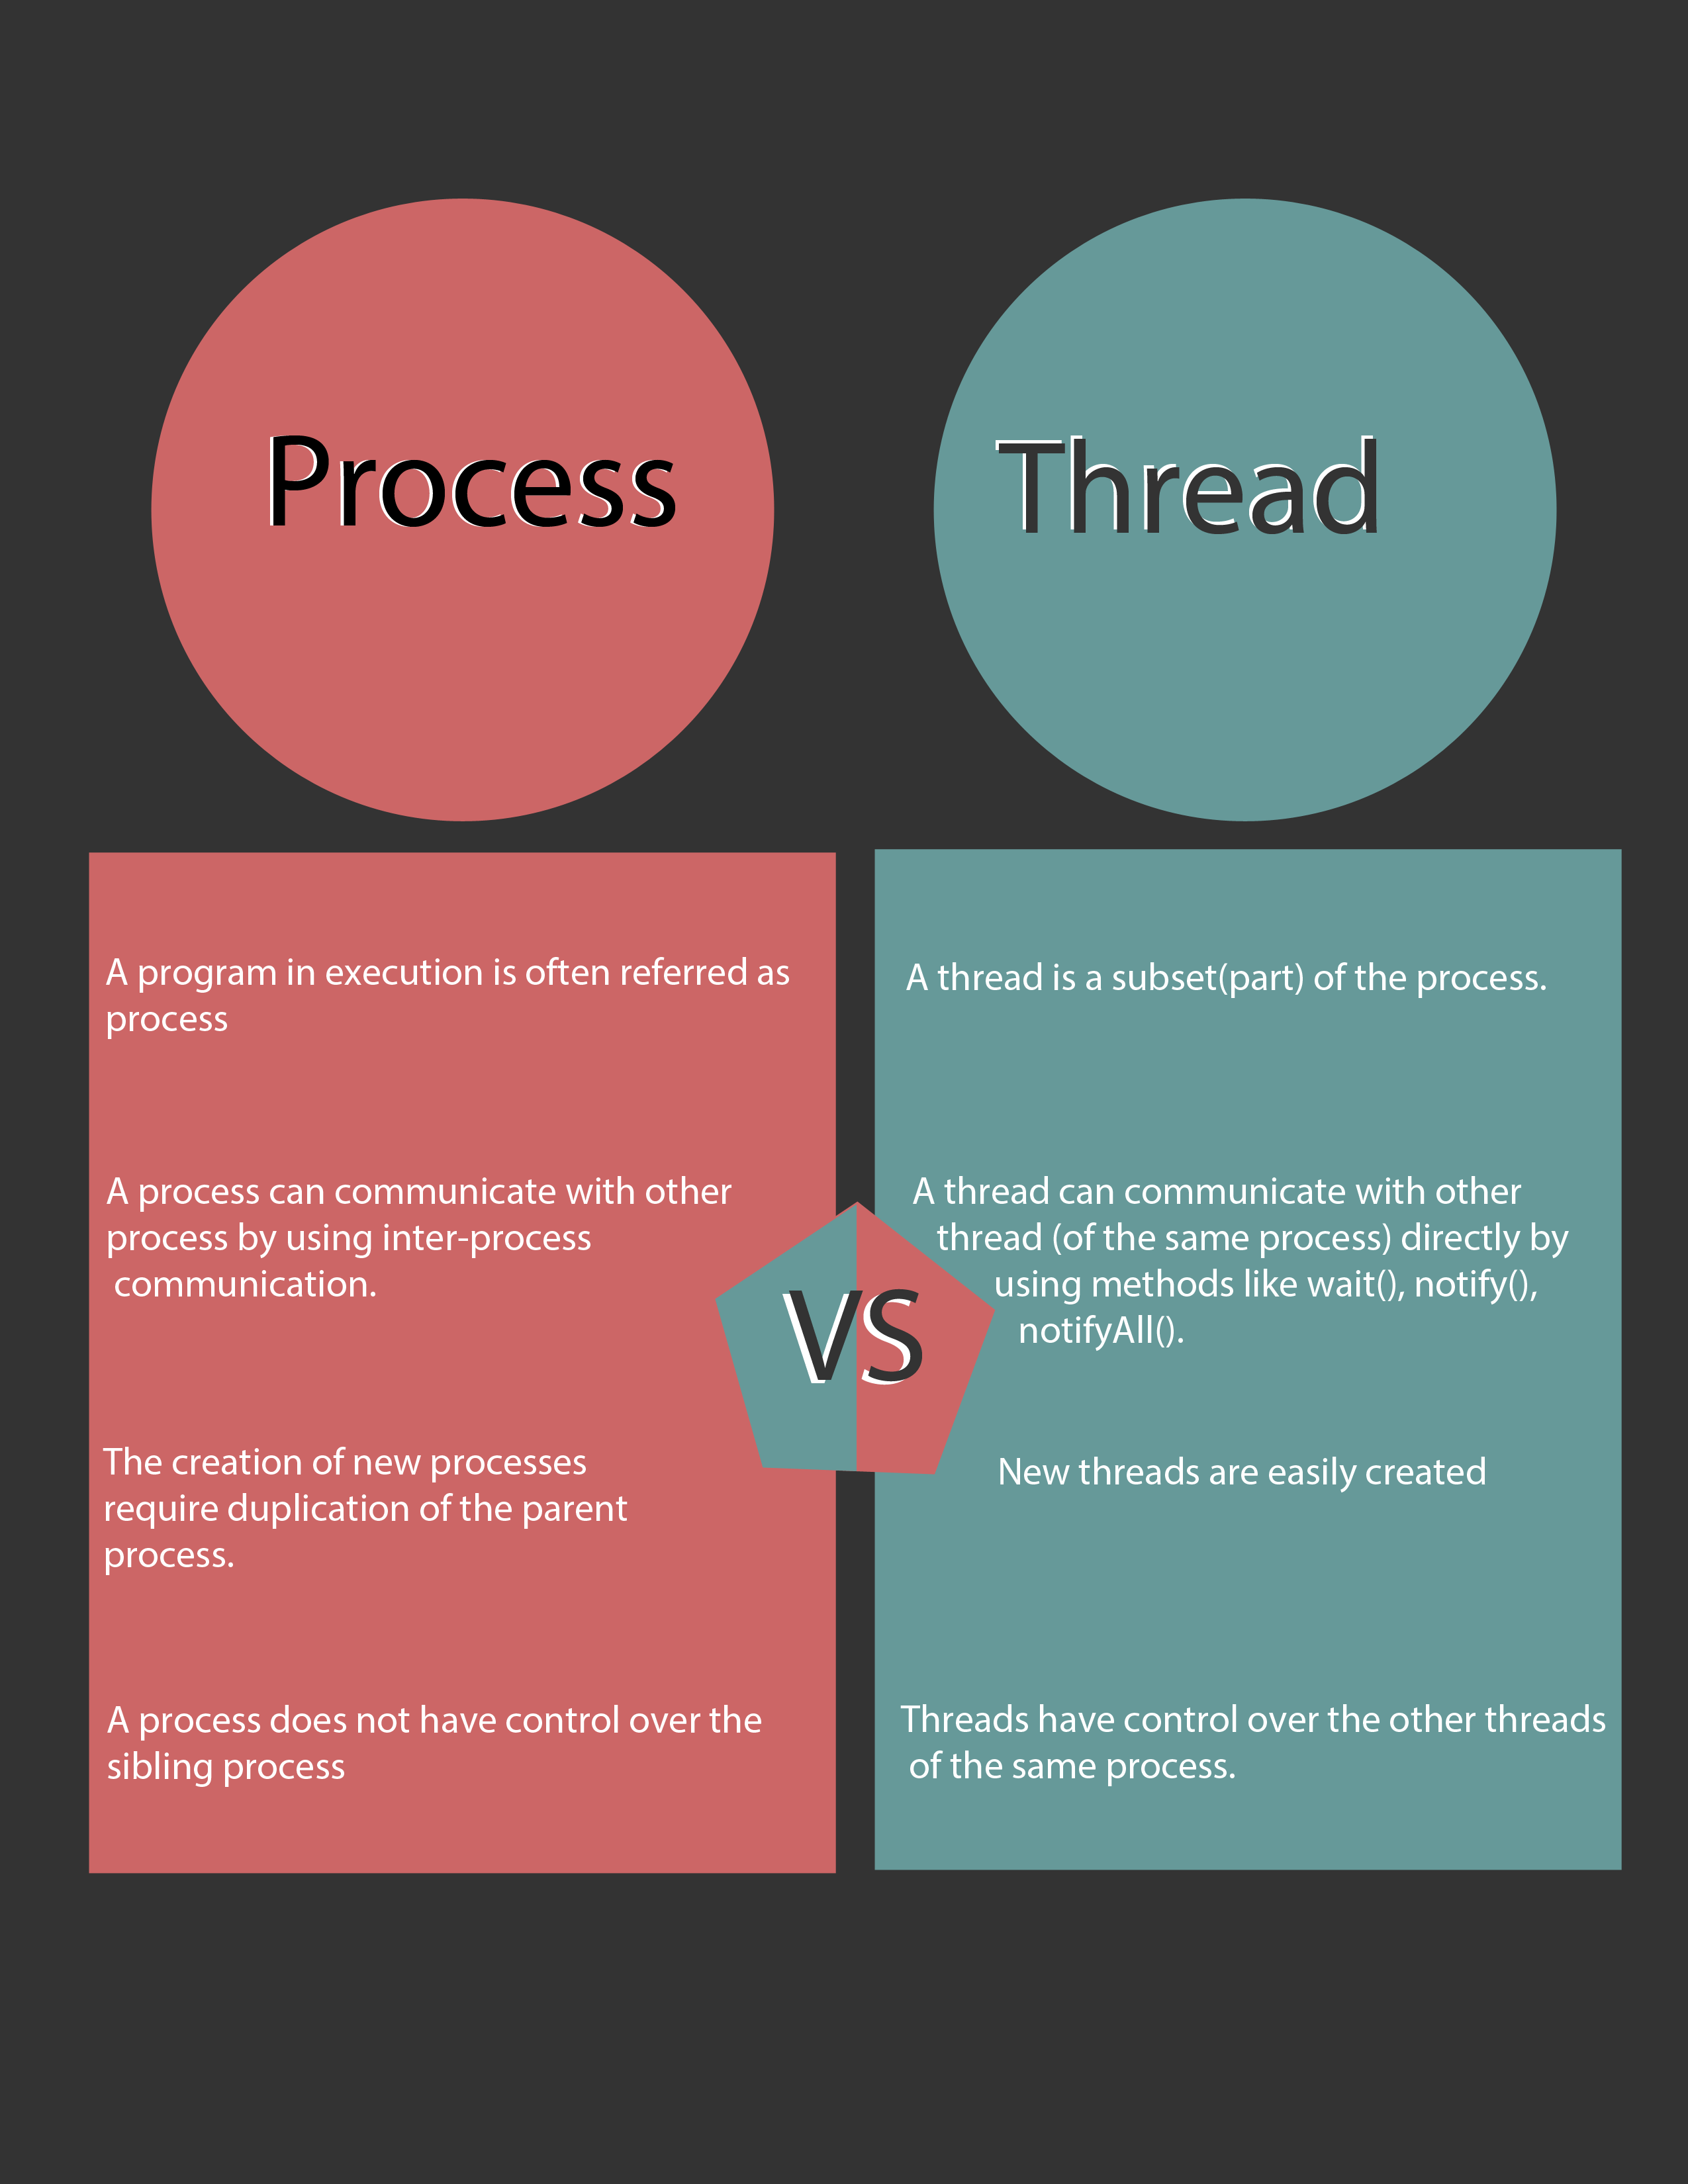 Process
Thread
A program in execution is often referred as
process
A process can communicate with other
process by using inter-process
communication.
The creation of new processes
require duplication of the parent
process.
A process does not have control over the
sibling process
VS
A thread is a subset(part) of the process.
A thread can communicate with other
thread (of the same process) directly by
using methods like wait(), notify(),
notifyAll().
New threads are easily created
Threads have control over the other threads
of the same process.